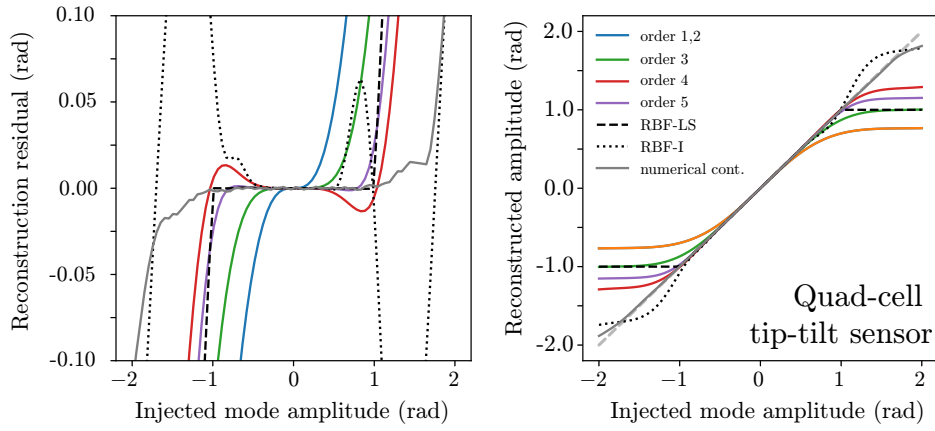 Reconstruction residual (rad)
0.10
0.05
0.00
-0.05
-0.10
−2
−1
0
1
2
Injected mode amplitude (rad)
Reconstructed amplitude (rad)
2.0
1.0
0.0
-1.0
-2.0
order 1,2
order 3
order 4
order 5
RBF-LS
RBF-I
numerical cont.
Quad-cell
tip-tilt sensor
−2
−1
0
1
2
Injected mode amplitude (rad)